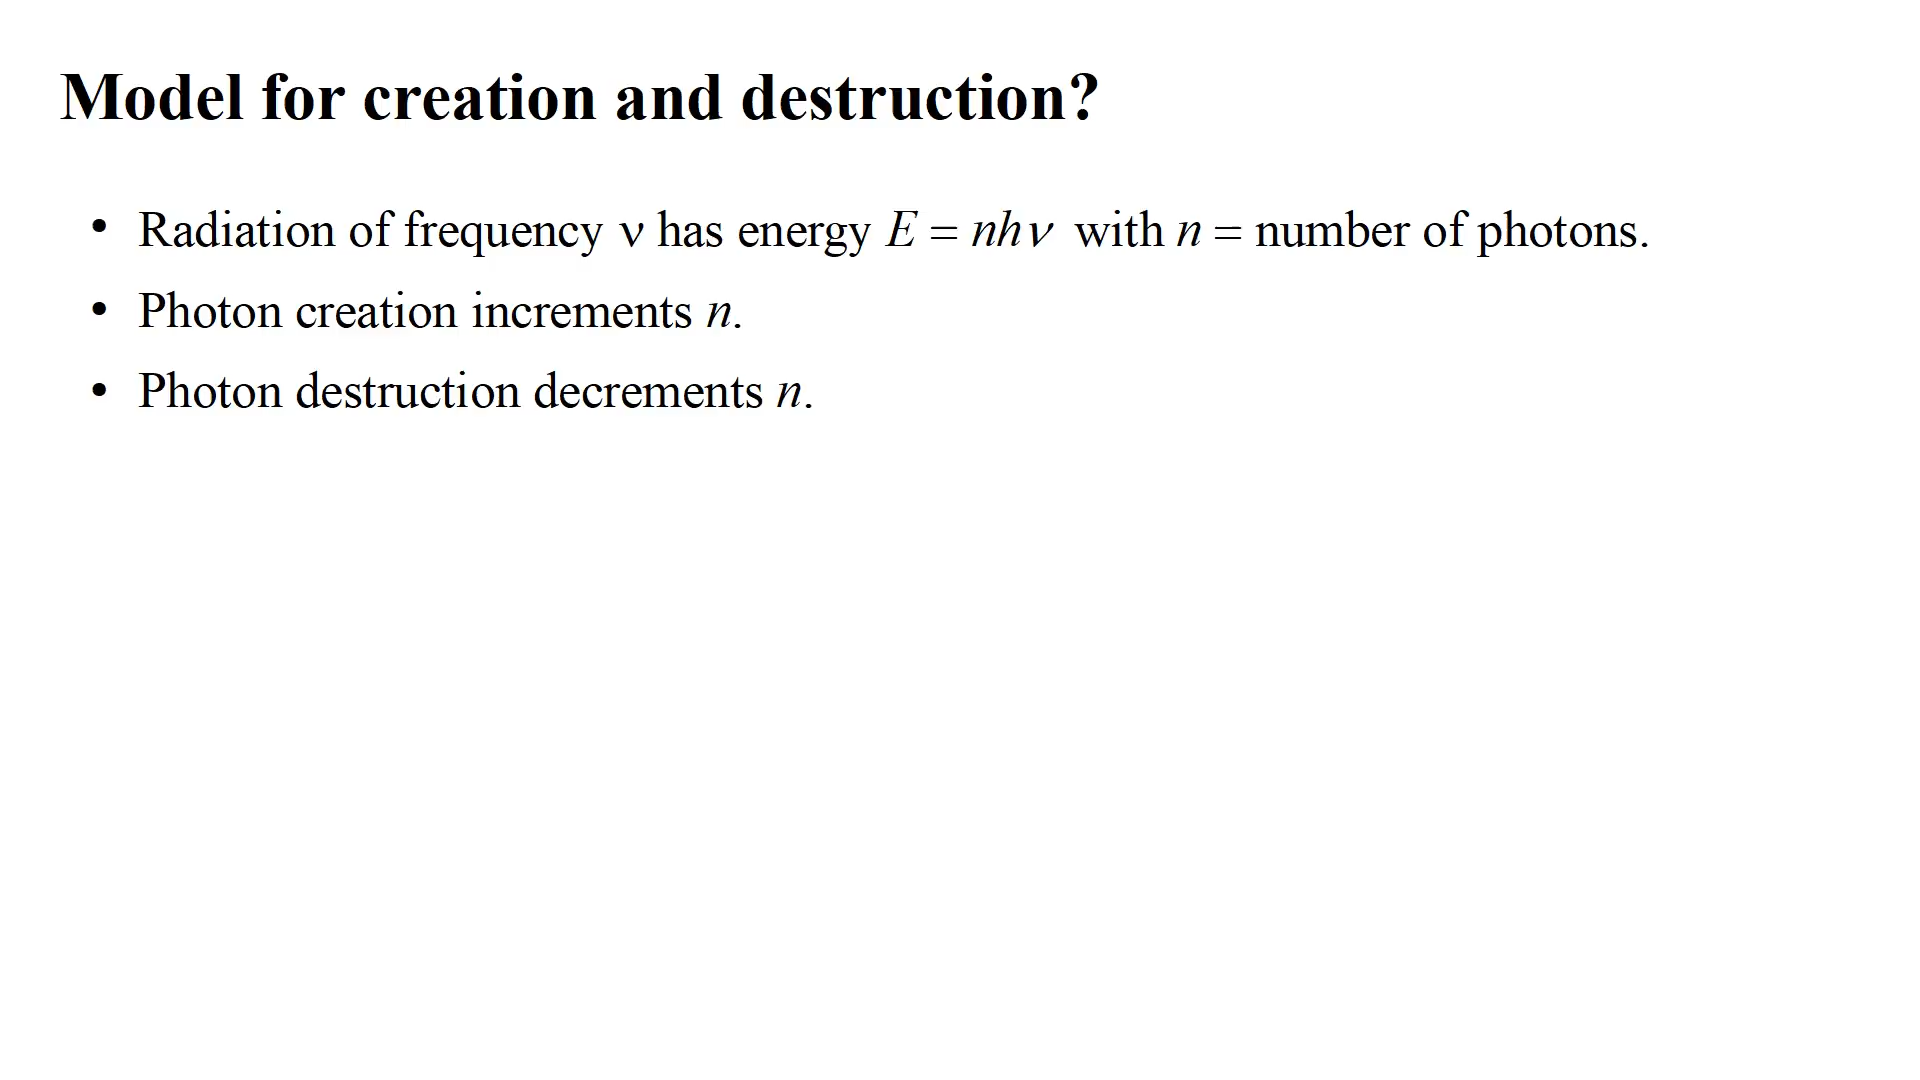 Model for creation and destruction?
• Radiation of frequency ν has energy E = nhν with n = number of photons.
• Photon creation increments n.
• Photon destruction decrements n.